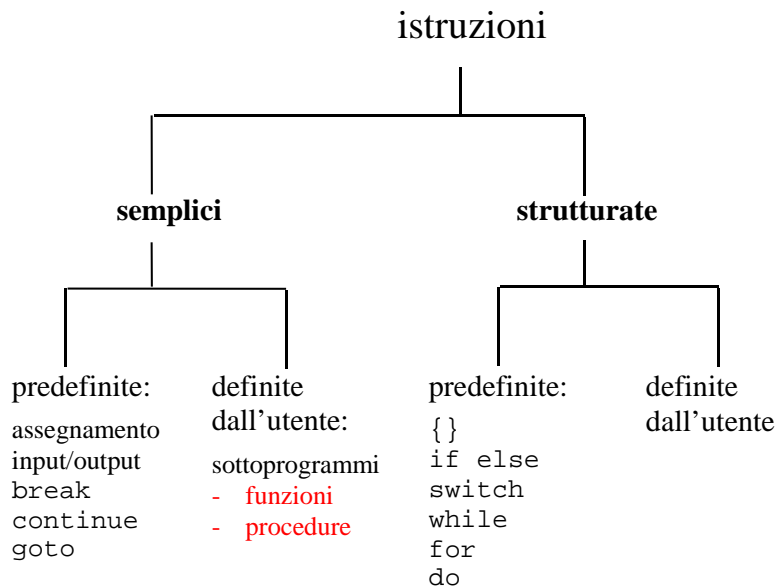 istruzioni
semplici
strutturate
predefinite:
assegnamento
input/output
break
continue
goto
definite
dall’utente:
sottoprogrammi
- funzioni
- procedure
predefinite:
{}
if else
switch
while
for
do
definite
dall’utente